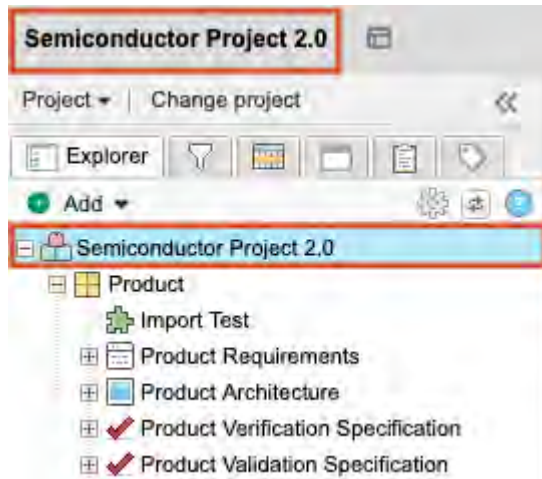 Semiconductor Project 2.0
Project | Change project
Explorer
Add
Semiconductor Project 2.0
Product
Import Test
Product Requirements
Product Architecture
Product Verification Specification
Product Validation Specification